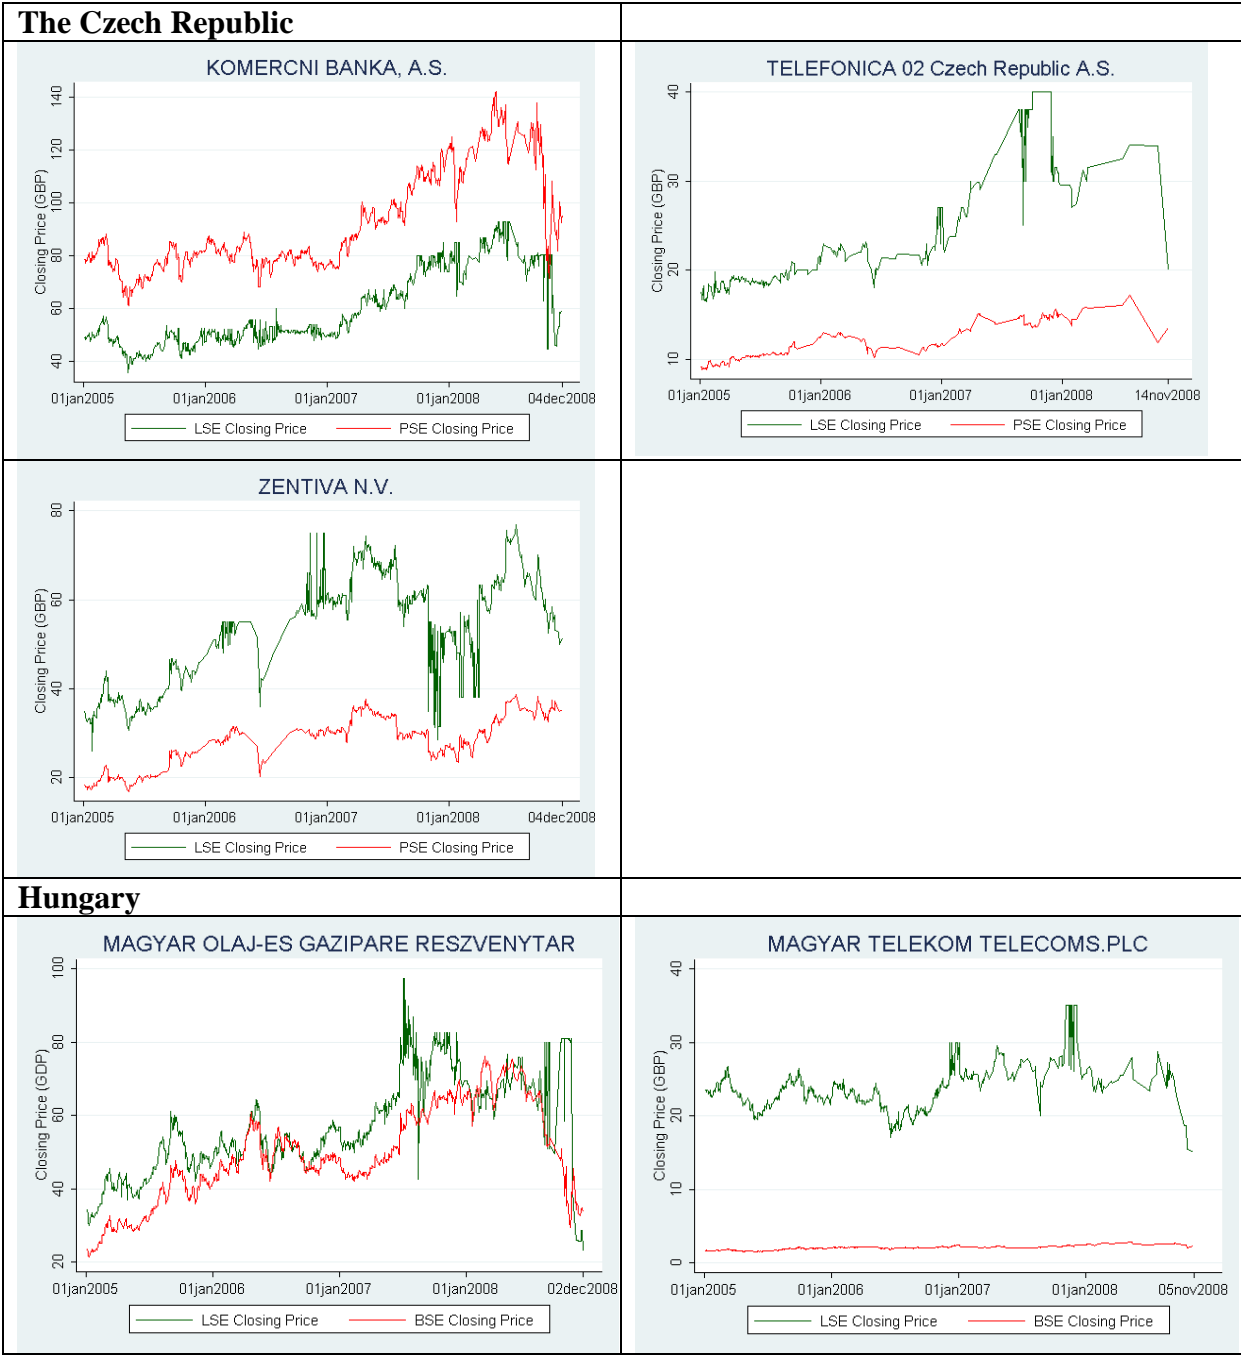 The Czech Republic
KOMERCNI BANKA, A.S.
Closing Price (GBP)
140
120
100
80
60
40
01jan2005 01jan2006 01jan2007 01jan2008 04dec2008
LSE Closing Price PSE Closing Price
TELEFONICA 02 Czech Republic A.S.
Closing Price (GBP)
40
30
20
10
01jan2005 01jan2006 01jan2007 01jan2008 14nov2008
LSE Closing Price PSE Closing Price
ZENTIVA N.V.
Closing Price (GBP)
80
60
40
20
01jan2005 01jan2006 01jan2007 01jan2008 04dec2008
LSE Closing Price PSE Closing Price
Hungary
MAGYAR OLAJ-ES GAZIPARE RESZVENYTAR
Closing Price (GDP)
100
80
60
40
20
01jan2005 01jan2006 01jan2007 01jan2008 02dec2008
LSE Closing Price BSE Closing Price
MAGYAR TELEKOM TELECOMS.PLC
Closing Price (GBP)
40
30
20
10
0
01jan2005 01jan2006 01jan2007 01jan2008 05nov2008
LSE Closing Price BSE Closing Price